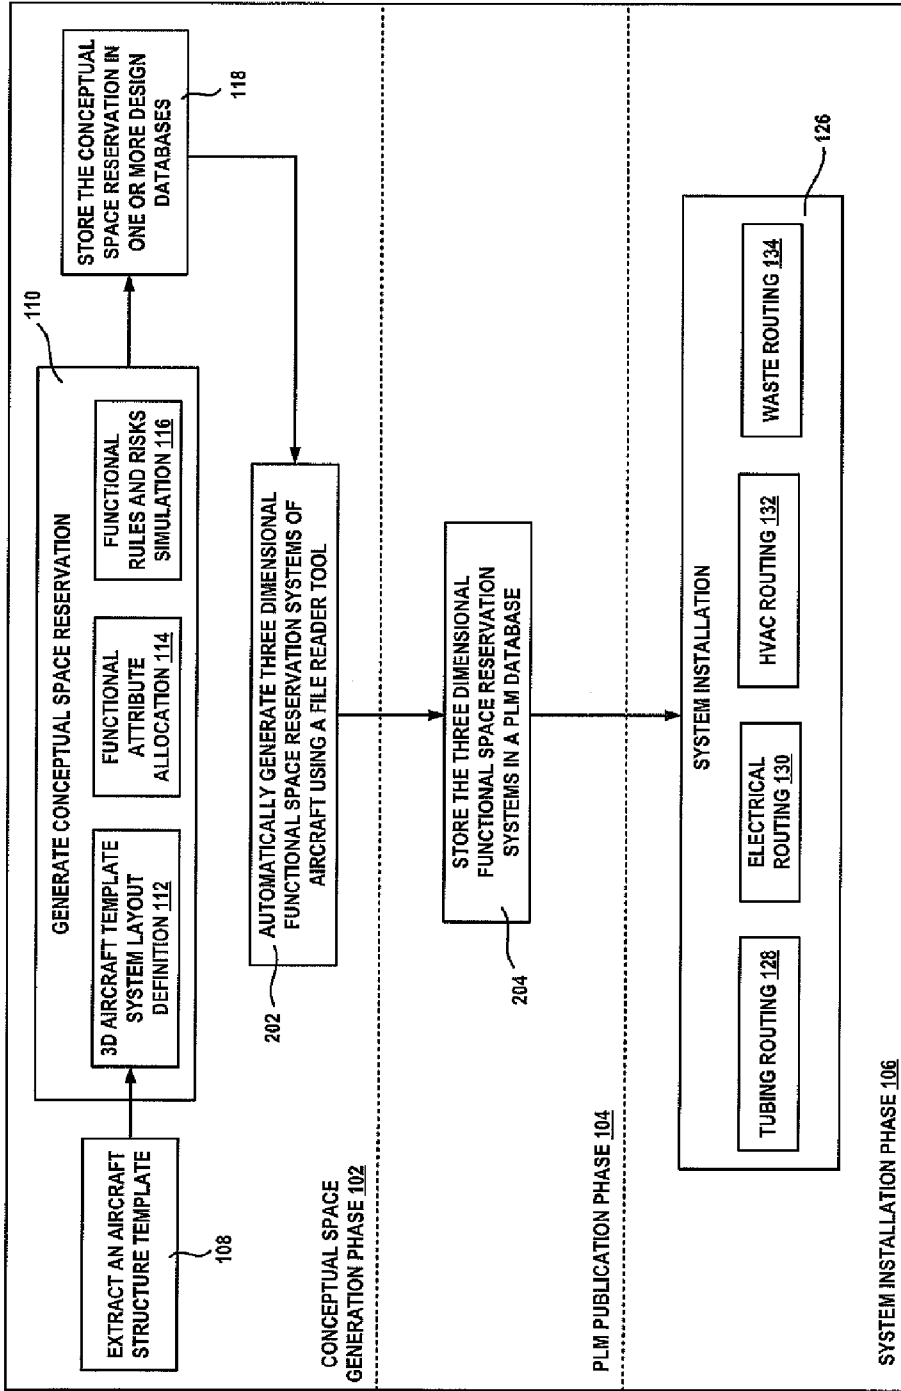 EXTRACT AN AIRCRAFT
STRUCTURE TEMPLATE
108
GENERATE CONCEPTUAL SPACE RESERVATION
110
3D AIRCRAFT TEMPLATE
SYSTEM LAYOUT
DEFINITION 112
FUNCTIONAL
ATTRIBUTE
ALLOCATION 114
FUNCTIONAL
RULES AND RISKS
SIMULATION 116
STORE THE CONCEPTUAL
SPACE RESERVATION IN
ONE OR MORE DESIGN
DATABASES
118
202
AUTOMATICALLY GENERATE THREE DIMENSIONAL
FUNCTIONAL SPACE RESERVATION SYSTEMS OF
AIRCRAFT USING A FILE READER TOOL
CONCEPTUAL SPACE
GENERATION PHASE 102
STORE THE THREE DIMENSIONAL
FUNCTIONAL SPACE RESERVATION
SYSTEMS IN A PLM DATABASE
204
PLM PUBLICATION PHASE 104
SYSTEM INSTALLATION
TUBING ROUTING 128
ELECTRICAL
ROUTING 130
HVAC ROUTING 132
WASTE ROUTING 134
126
SYSTEM INSTALLATION PHASE 106